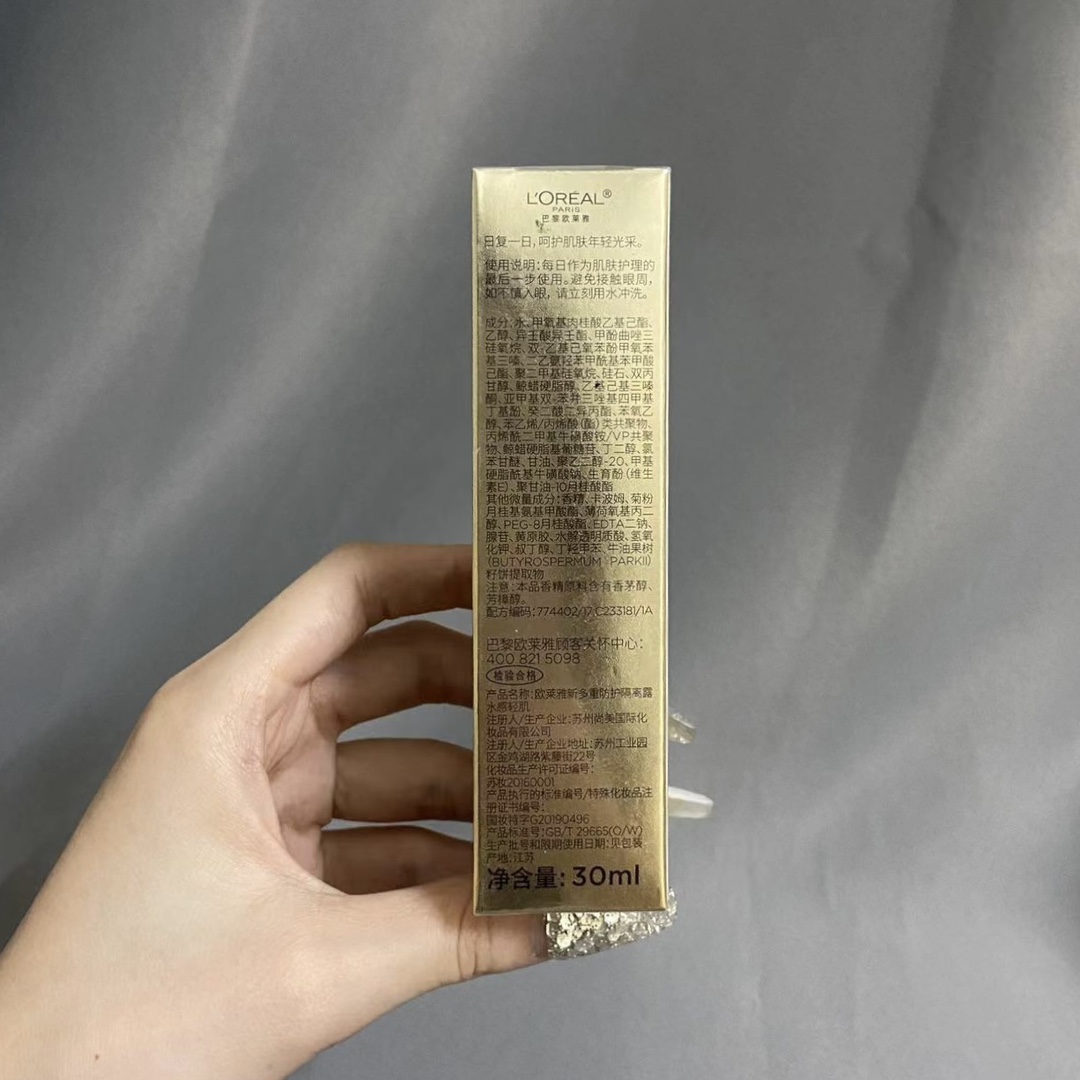 L'ORÉAL®
PARIS
巴黎欧莱雅
日复一日，呵护肌肤年轻光采。
使用说明：每日作为肌肤护理的
最后一步使用。避免接触眼周，
如不慎入眼，请立刻用水冲洗。
成分：水、甲氧基肉桂酸乙基己酯、
乙醇、异壬酸异壬酯、甲酚曲唑三
硅氧烷、双-乙基己氧苯酚甲氧苯
基三嗪、二乙氨羟苯甲酰基苯甲酸
己酯、聚二甲基硅氧烷、硅石、双丙
甘醇、鲸蜡硬脂醇、乙基己基三嗪
酮、亚甲基双-苯并三唑基四甲基
丁基酚、癸二酸二异丙酯、苯氧乙
醇、苯乙烯/丙烯酸（酯）类共聚物、
丙烯酰二甲基牛磺酸铵/VP共聚
物、鲸蜡硬脂基葡糖苷、丁二醇、氯
苯甘醚、甘油、聚乙二醇-20、甲基
硬脂酰基牛磺酸钠、生育酚（维生
素E）、聚甘油-10月桂酸酯
其他微量成分：香精、卡波姆、菊粉
月桂基氨基甲酸酯、薄荷氧基丙二
醇、PEG-8月桂酸酯、EDTA二钠、
腺苷、黄原胶、水解透明质酸、氢氧
化钾、叔丁醇、丁羟甲苯、牛油果树
（BUTYROSPERMUM PARKII）
籽饼提取物
注意：本品香精原料含有香茅醇、
芳樟醇。
配方编码：774402/17,C233181/1A
巴黎欧莱雅顾客关怀中心：
400 821 5098
检验合格
产品名称：欧莱雅新多重防护隔离露
水感轻肌
注册人/生产企业：苏州尚美国际化
妆品有限公司
注册人/生产企业地址：苏州工业园
区金鸡湖路紫藤街22号
化妆品生产许可证编号：
苏妆20160001
产品执行的标准编号/特殊化妆品注
册证书编号：
国妆特字G20190496
产品标准号：GB/T 29665(O/W)
生产批号和限期使用日期：见包装
产地：江苏
净含量：30ml